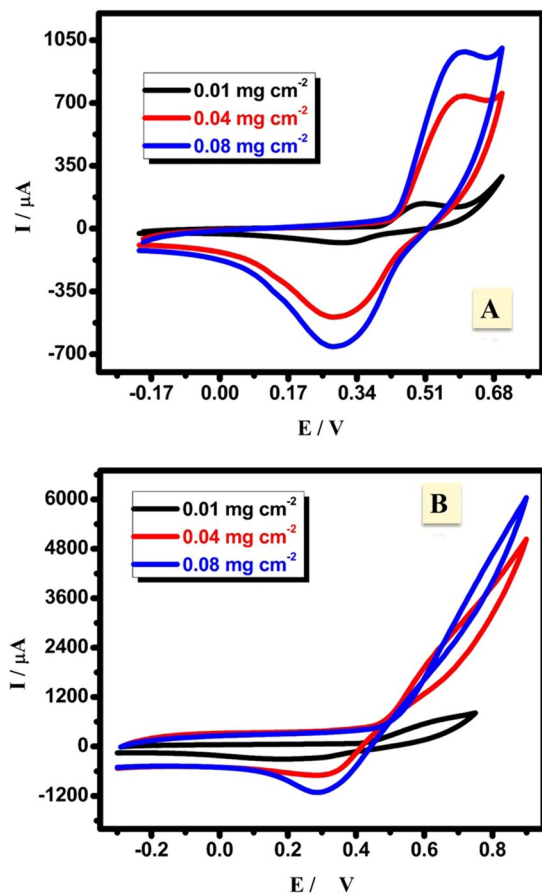 1050
700
350
0
-350
-700
I / µA
0.01 mg cm⁻²
0.04 mg cm⁻²
0.08 mg cm⁻²
A
-0.17 0.00 0.17 0.34 0.51 0.68
E / V
6000
4800
3600
2400
1200
0
-1200
I / µA
0.01 mg cm⁻²
0.04 mg cm⁻²
0.08 mg cm⁻²
B
-0.2 0.0 0.2 0.4 0.6 0.8
E / V